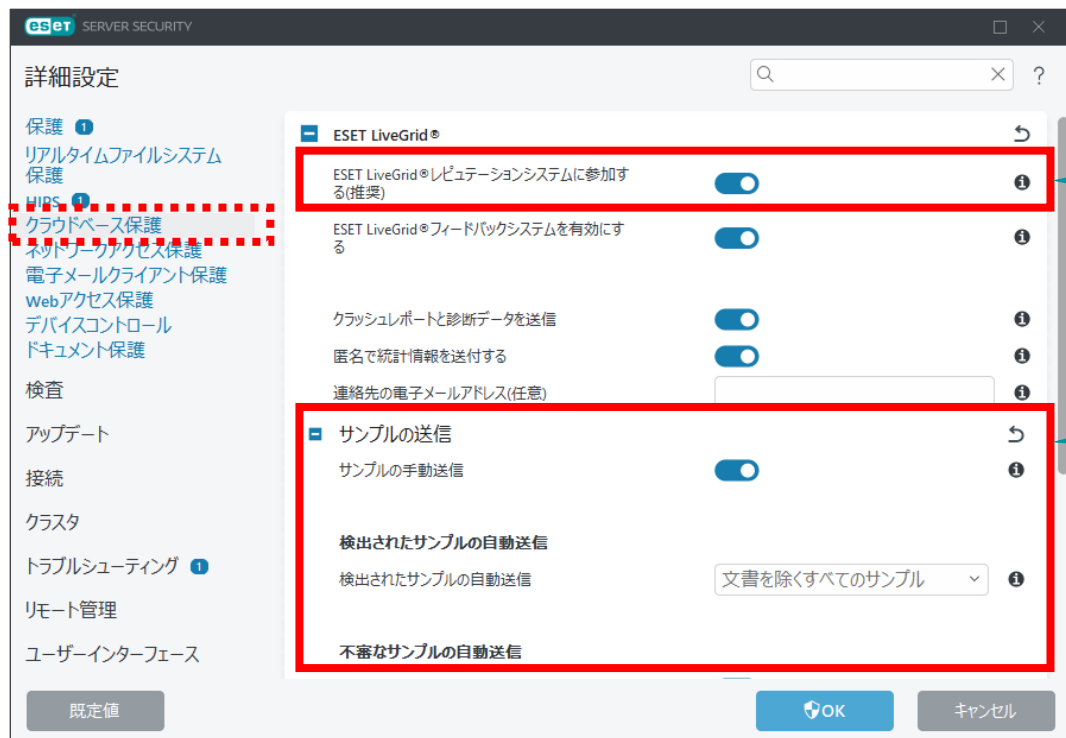 eset SERVER SECURITY
詳細設定
?
保護 1
リアルタイムファイルシステム
保護
HIPS 1
クラウドベース保護
ネットワークアクセス保護
電子メールクライアント保護
Webアクセス保護
デバイスコントロール
ドキュメント保護
検査
アップデート
接続
クラスタ
トラブルシューティング 1
リモート管理
ユーザーインターフェース
ESET LiveGrid®
ESET LiveGrid®レピュテーションシステムに参加す
る(推奨)
ESET LiveGrid®フィードバックシステムを有効にす
る
クラッシュレポートと診断データを送信
匿名で統計情報を送付する
連絡先の電子メールアドレス(任意)
サンプルの送信
サンプルの手動送信
検出されたサンプルの自動送信
検出されたサンプルの自動送信
文書を除くすべてのサンプル
不審なサンプルの自動送信
既定値
OK
キャンセル